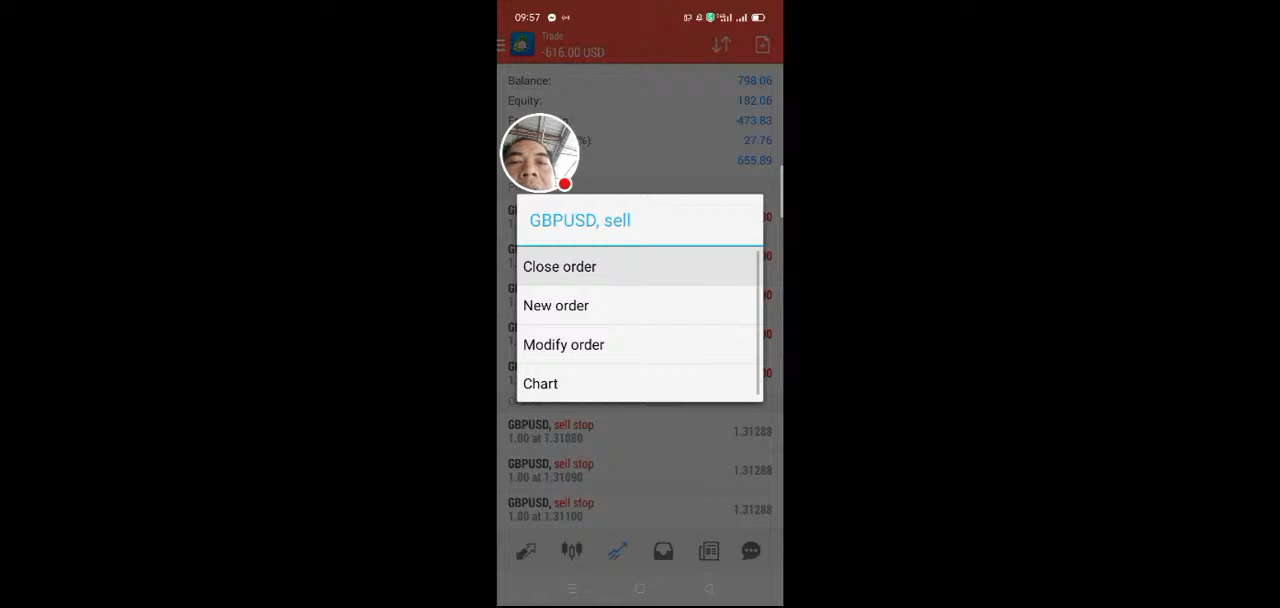 09:57
Trade
-616.00 USD
Balance: 798.06
Equity: 182.06
-473.83
%): 27.76
655.89
GBPUSD, sell
Close order
New order
Modify order
Chart
GBPUSD, sell stop
1.00 at 1.31080
1.31288
GBPUSD, sell stop
1.00 at 1.31090
1.31288
GBPUSD, sell stop
1.00 at 1.31100
1.31288